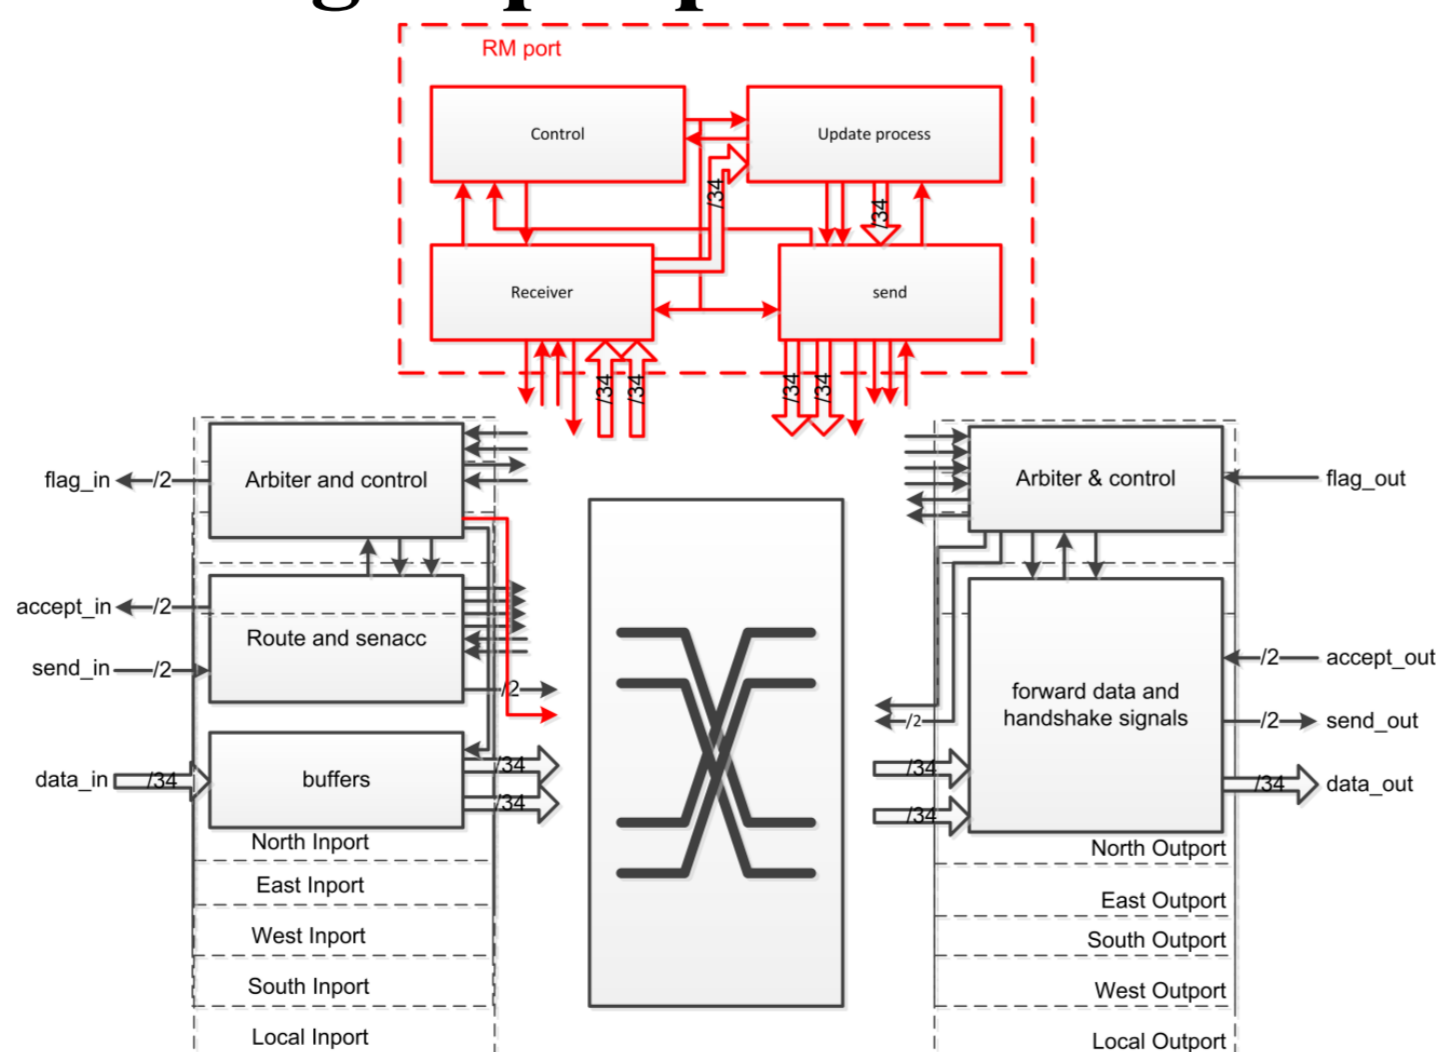 RM port
Control
Update process
/34
/34
Receiver
send
/34
/34
/34
/34
flag_in
/2
Arbiter and control
Arbiter & control
flag_out
accept_in
/2
Route and senacc
send_in
/2
/2
forward data and
handshake signals
/2
accept_out
/2
/2
send_out
data_in
/34
buffers
/34
/34
/34
/34
/34
data_out
North Inport
East Inport
West Inport
South Inport
Local Inport
North Outport
East Outport
South Outport
West Outport
Local Outport